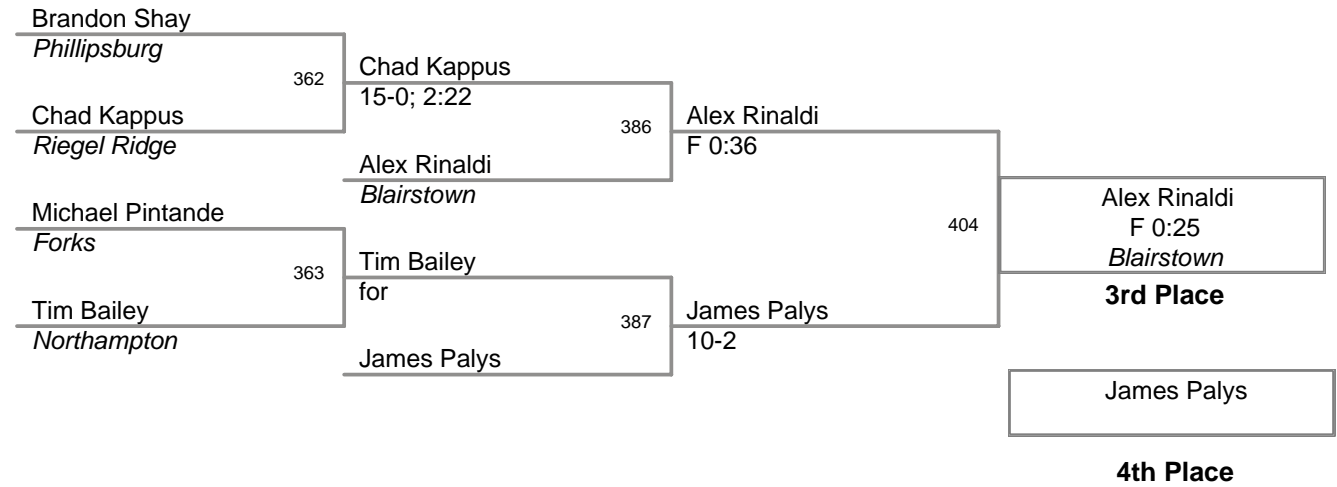 Brandon Shay
Phillipsburg
362
Chad Kappus
15-0; 2:22
Chad Kappus
Riegel Ridge
386
Alex Rinaldi
F 0:36
Alex Rinaldi
Blairstown
Michael Pintande
Forks
404
Alex Rinaldi
F 0:25
Blairstown
3rd Place
363
Tim Bailey
for
Tim Bailey
Northampton
387
James Palys
10-2
James Palys
James Palys
4th Place